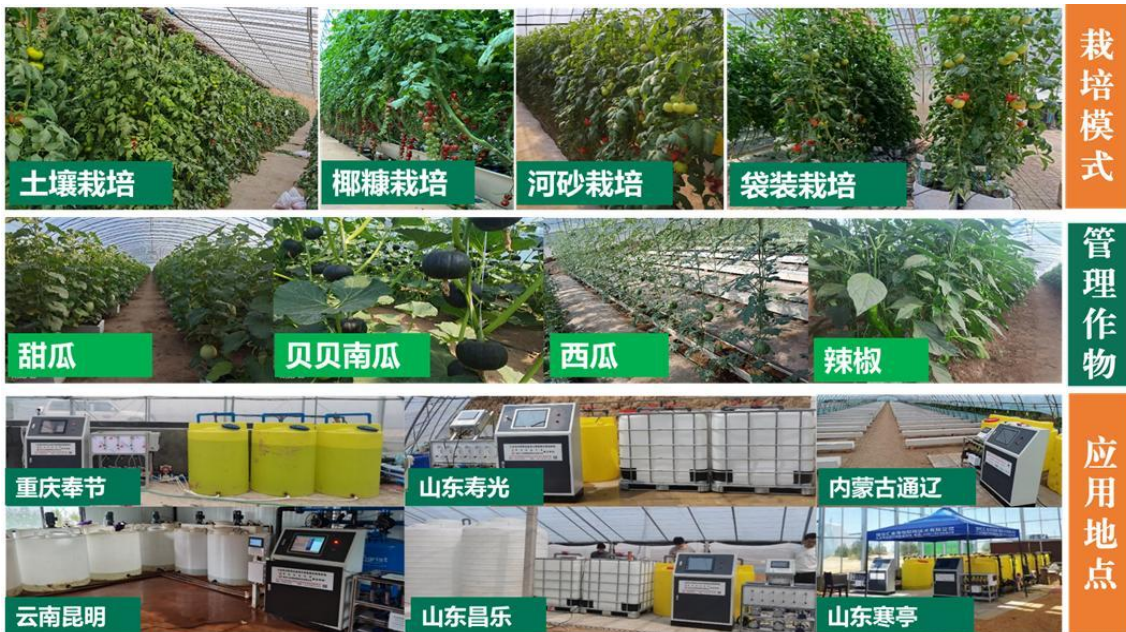 土壤栽培
椰糠栽培
河砂栽培
袋装栽培
栽培模式
甜瓜
贝贝南瓜
西瓜
辣椒
管理作物
重庆奉节
山东寿光
内蒙古通辽
云南昆明
山东昌乐
山东寒亭
应用地点